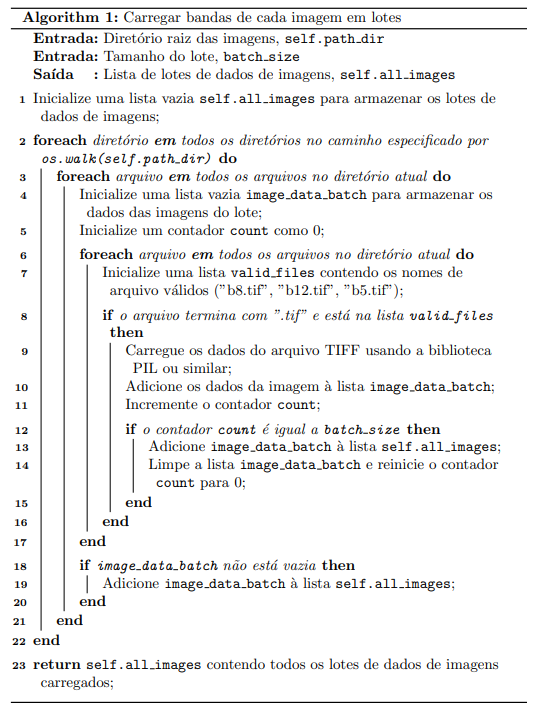 Algorithm 1: Carregar bandas de cada imagem em lotes
Entrada: Diretório raiz das imagens, self.path_dir
Entrada: Tamanho do lote, batch_size
Saída : Lista de lotes de dados de imagens, self.all_images
1 Inicialize uma lista vazia self.all_images para armazenar os lotes
de dados de imagens;
2 foreach diretório em todos os diretórios no caminho especificado por
os.walk(self.path_dir) do
3 foreach arquivo em todos os arquivos no diretório atual do
4 Inicialize uma lista vazia image_data_batch para armazenar os
dados das imagens do lote;
5 Inicialize um contador count como 0;
6 foreach arquivo em todos os arquivos no diretório atual do
7 Inicialize uma lista valid_files contendo os nomes de
arquivo válidos ("b8.tif", "b12.tif", "b5.tif");
8 if o arquivo termina com ".tif" e está na lista valid_files
then
9 Carregue os dados do arquivo TIFF usando a biblioteca
PIL ou similar;
10 Adicione os dados da imagem à lista image_data_batch;
11 Incremente o contador count;
12 if o contador count é igual a batch_size then
13 Adicione image_data_batch à lista self.all_images;
14 Limpe a lista image_data_batch e reinicie o contador
count para 0;
15 end
16 end
17 end
18 if image_data_batch não está vazia then
19 Adicione image_data_batch à lista self.all_images;
20 end
21 end
22 end
23 return self.all_images contendo todos os lotes de dados de imagens
carregados;